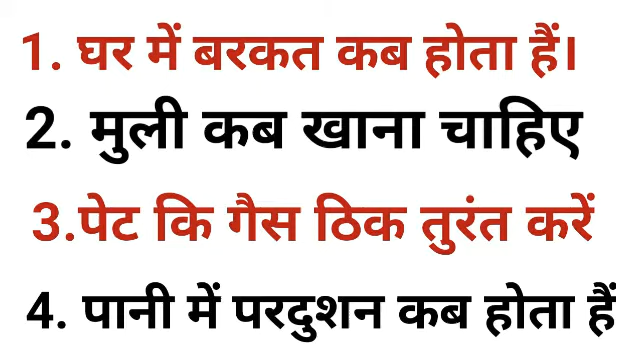 1. घर में बरकत कब होता हैं।
2. मुली कब खाना चाहिए
3.पेट कि गैस ठिक तुरंत करें
4. पानी में परदुशन कब होता हैं